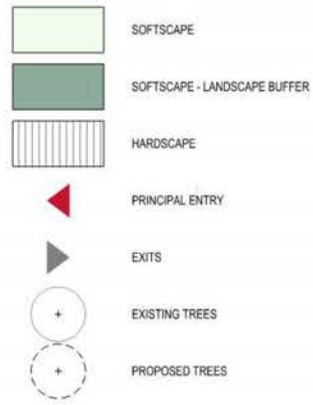 SOFTSCAPE
SOFTSCAPE - LANDSCAPE BUFFER
HARDSCAPE
PRINCIPAL ENTRY
EXITS
EXISTING TREES
PROPOSED TREES